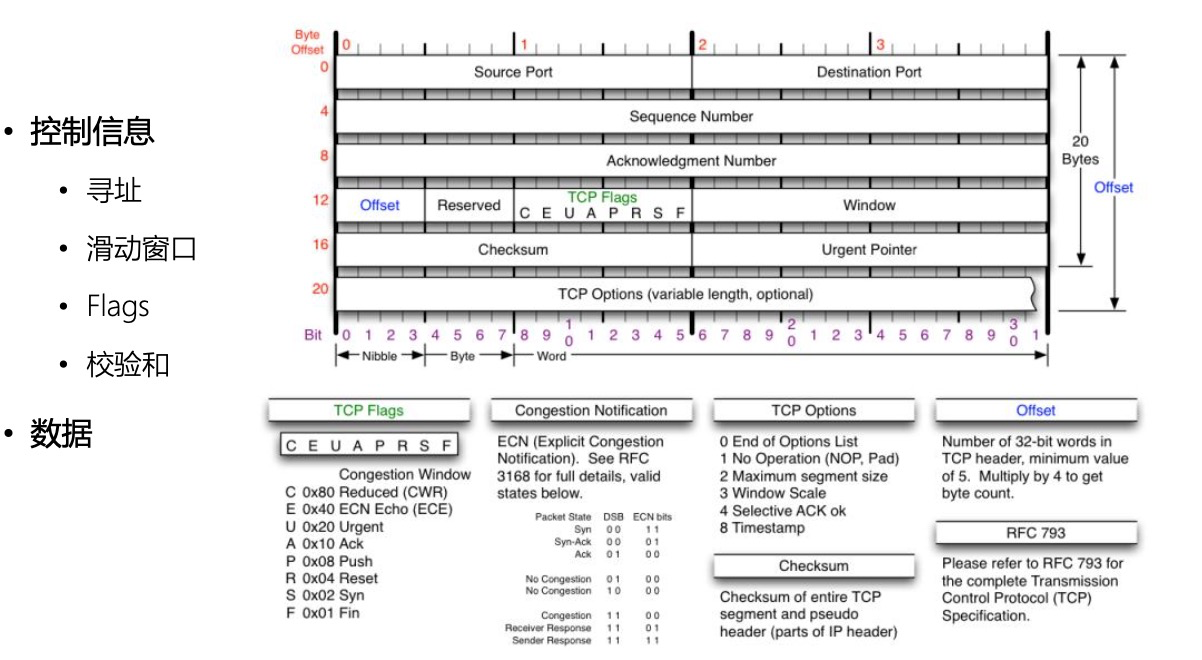 • 控制信息
• 寻址
• 滑动窗口
• Flags
• 校验和
• 数据
Byte
Offset
0 1 2 3
0 Source Port Destination Port
4 Sequence Number
8 Acknowledgment Number
12 Offset Reserved TCP Flags Window
C E U A P R S F
16 Checksum Urgent Pointer
20 TCP Options (variable length, optional)
Bit 0 1 2 3 4 5 6 7 8 9 10 1 2 3 4 5 6 7 8 9 20 1 2 3 4 5 6 7 8 9 30 1
Nibble Byte Word
20
Bytes
Offset
TCP Flags
C E U A P R S F
Congestion Window
C 0x80 Reduced (CWR)
E 0x40 ECN Echo (ECE)
U 0x20 Urgent
A 0x10 Ack
P 0x08 Push
R 0x04 Reset
S 0x02 Syn
F 0x01 Fin
Congestion Notification
ECN (Explicit Congestion
Notification). See RFC
3168 for full details, valid
states below.
Packet State DSB ECN bits
Syn 0 0 1 1
Syn-Ack 0 0 0 1
Ack 0 1 0 0
No Congestion 0 1 0 0
No Congestion 1 0 0 0
Congestion 1 1 0 0
Receiver Response 1 1 0 1
Sender Response 1 1 1 1
TCP Options
0 End of Options List
1 No Operation (NOP, Pad)
2 Maximum segment size
3 Window Scale
4 Selective ACK ok
8 Timestamp
Checksum
Checksum of entire TCP
segment and pseudo
header (parts of IP header)
Offset
Number of 32-bit words in
TCP header, minimum value
of 5. Multiply by 4 to get
byte count.
RFC 793
Please refer to RFC 793 for
the complete Transmission
Control Protocol (TCP)
Specification.